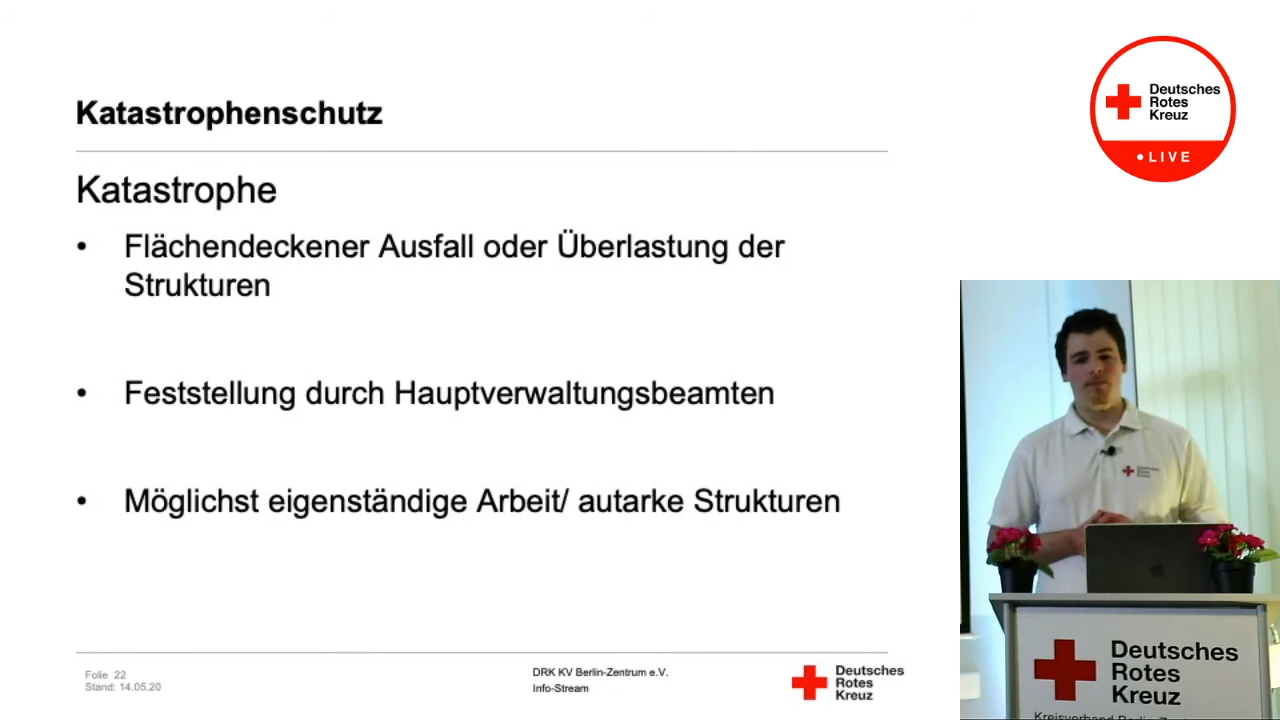 Katastrophenschutz
Katastrophe
• Flächendeckener Ausfall oder Überlastung der
Strukturen
• Feststellung durch Hauptverwaltungsbeamten
• Möglichst eigenständige Arbeit/ autarke Strukturen
Folie 22
Stand: 14.05.20
DRK KV Berlin-Zentrum e.V.
Info-Stream
Deutsches
Rotes
Kreuz
Deutsches
Rotes
Kreuz
• LIVE
Deutsches
Rotes
Kreuz
Kreisverband